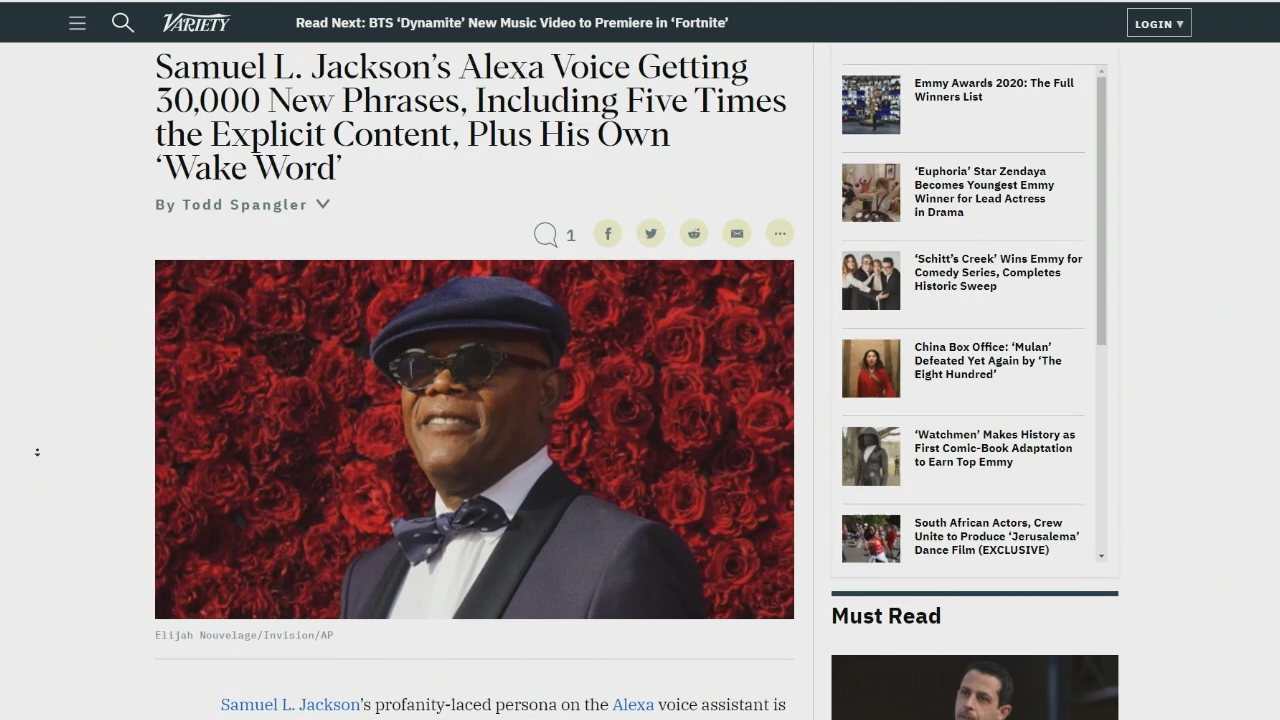 VARIETY
Read Next: BTS ‘Dynamite’ New Music Video to Premiere in ‘Fortnite’
LOGIN ▼
Samuel L. Jackson’s Alexa Voice Getting
30,000 New Phrases, Including Five Times
the Explicit Content, Plus His Own
‘Wake Word’
By Todd Spangler
1
Elijah Nouvelage/Invision/AP
Samuel L. Jackson’s profanity-laced persona on the Alexa voice assistant is
Emmy Awards 2020: The Full
Winners List
‘Euphoria’ Star Zendaya
Becomes Youngest Emmy
Winner for Lead Actress
in Drama
‘Schitt’s Creek’ Wins Emmy for
Comedy Series, Completes
Historic Sweep
China Box Office: ‘Mulan’
Defeated Yet Again by ‘The
Eight Hundred’
‘Watchmen’ Makes History as
First Comic-Book Adaptation
to Earn Top Emmy
South African Actors, Crew
Unite to Produce ‘Jerusalema’
Dance Film (EXCLUSIVE)
Must Read